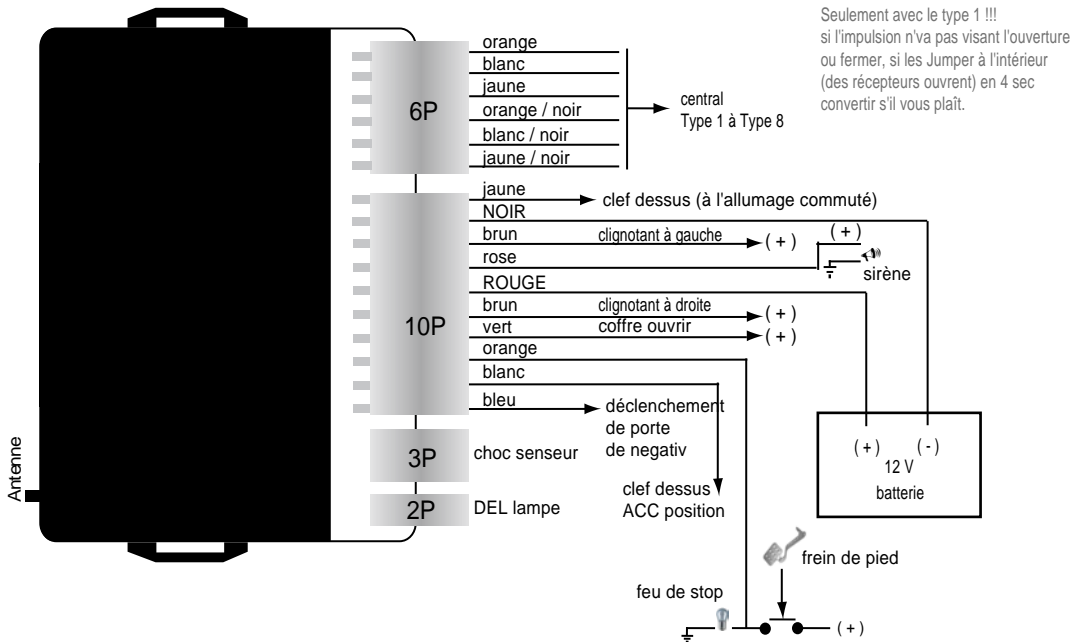 Seulement avec le type 1 !!!
si l'impulsion n'va pas visant l'ouverture
ou fermer, si les Jumper à l'intérieur
(des récepteurs ouvrent) en 4 sec
convertir s'il vous plaît.
6P
orange
blanc
jaune
orange / noir
blanc / noir
jaune / noir
central
Type 1 à Type 8
10P
jaune
clef dessus (à l'allumage commuté)
NOIR
brun
clignotant à gauche
( + )
( + )
rose
sirène
ROUGE
brun
clignotant à droite
( + )
vert
coffre ouvrir
( + )
orange
blanc
bleu
déclenchement
de porte
de negativ
clef dessus
ACC position
( + )
( - )
12 V
batterie
3P
choc senseur
2P
DEL lampe
Antenne
frein de pied
feu de stop
( + )